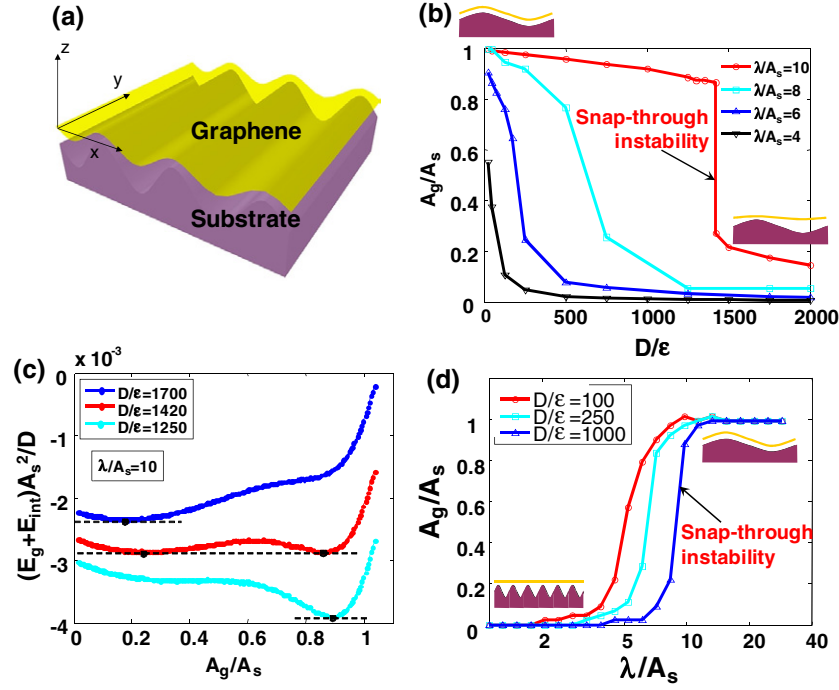 (a)
z
y
x
Graphene
Substrate
(b)
1
0.8
0.6
0.4
0.2
0
A_g/A_s
λ/A_s=10
λ/A_s=8
λ/A_s=6
λ/A_s=4
Snap-through
instability
0 500 1000 1500 2000
D/ε
(c)
x 10^-3
0
-1
-2
-3
-4
(E_g+E_int)A_s^2/D
D/ε=1700
D/ε=1420
D/ε=1250
λ/A_s=10
0 0.2 0.4 0.6 0.8 1
A_g/A_s
(d)
1
0.8
0.6
0.4
0.2
0
A_g/A_s
D/ε=100
D/ε=250
D/ε=1000
Snap-through
instability
2 5 10 20 40
λ/A_s